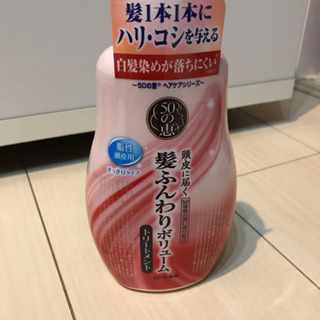 髪1本1本に
ハリ・コシを与える
白髪染めが落ちにくい
〜50の恵 ヘアケアシリーズ〜
50の恵
脂性
頭皮用
すっきりタイプ
頭皮に届く
髪ふんわりボリューム
トリートメント